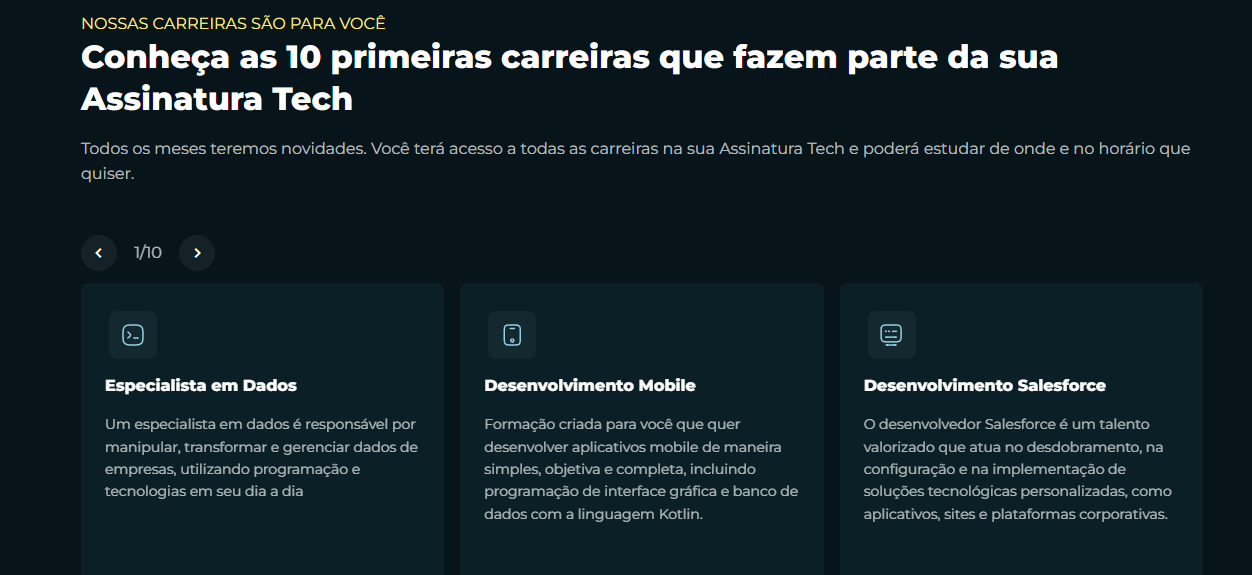 NOSSAS CARREIRAS SÃO PARA VOCÊ
Conheça as 10 primeiras carreiras que fazem parte da sua
Assinatura Tech
Todos os meses teremos novidades. Você terá acesso a todas as carreiras na sua Assinatura Tech e poderá estudar de onde e no horário que
quiser.
1/10
Especialista em Dados
Um especialista em dados é responsável por
manipular, transformar e gerenciar dados de
empresas, utilizando programação e
tecnologias em seu dia a dia
Desenvolvimento Mobile
Formação criada para você que quer
desenvolver aplicativos mobile de maneira
simples, objetiva e completa, incluindo
programação de interface gráfica e banco de
dados com a linguagem Kotlin.
Desenvolvimento Salesforce
O desenvolvedor Salesforce é um talento
valorizado que atua no desdobramento, na
configuração e na implementação de
soluções tecnológicas personalizadas, como
aplicativos, sites e plataformas corporativas.